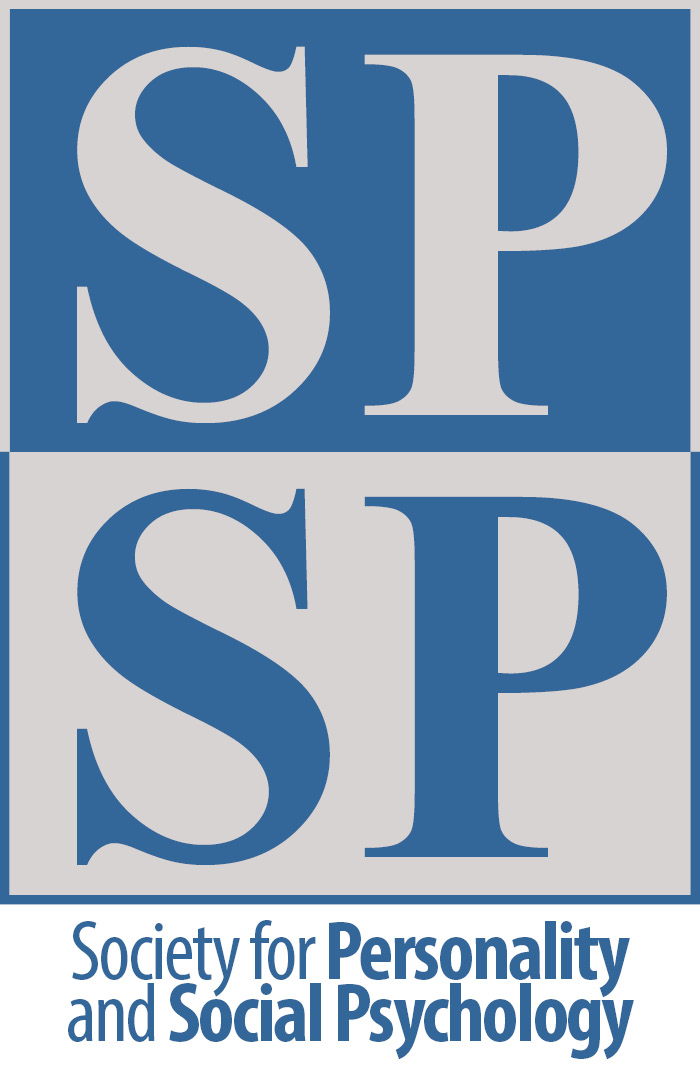 SP
SP
Society for Personality
and Social Psychology